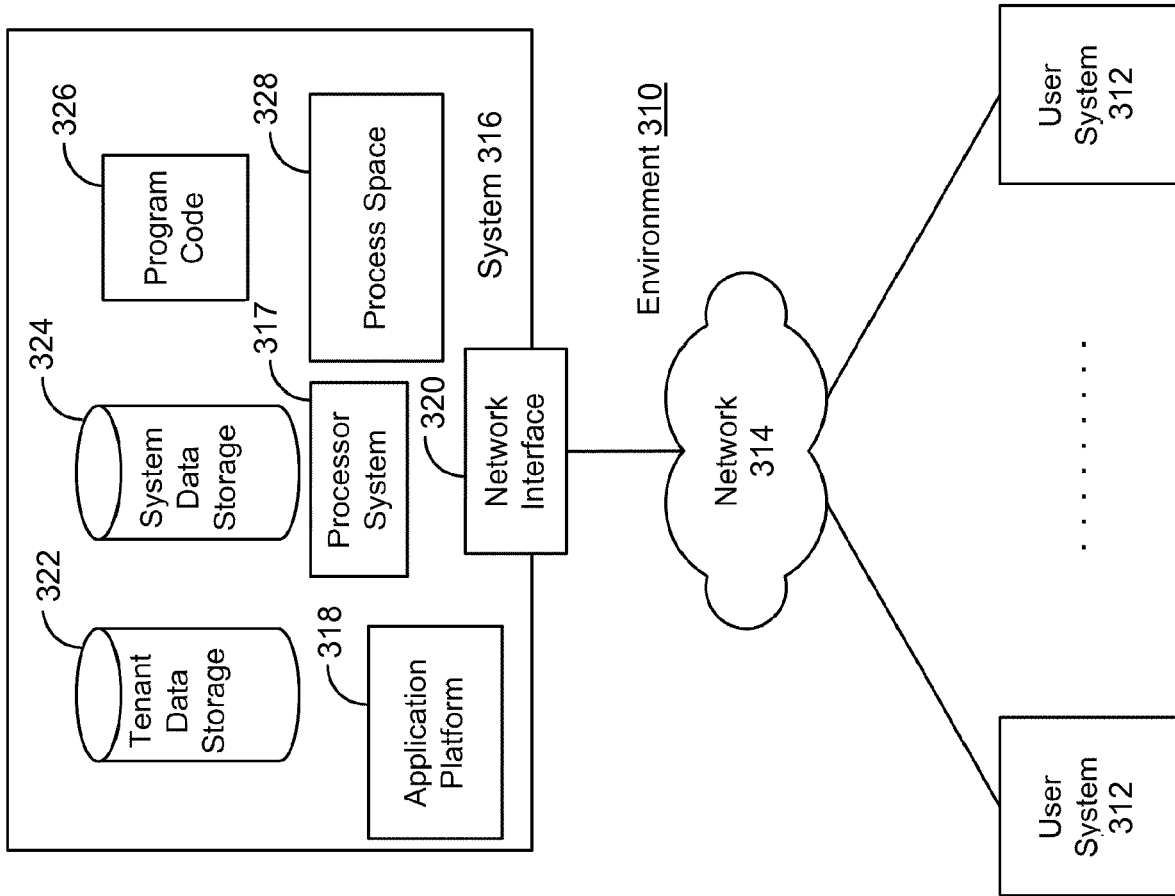 322
324
326
Tenant
Data
Storage
System
Data
Storage
Program
Code
318
317
328
Application
Platform
Processor
System
Process Space
320
System 316
Network
Interface
Environment 310
Network
314
User
System
312
. . . . . . . .
User
System
312